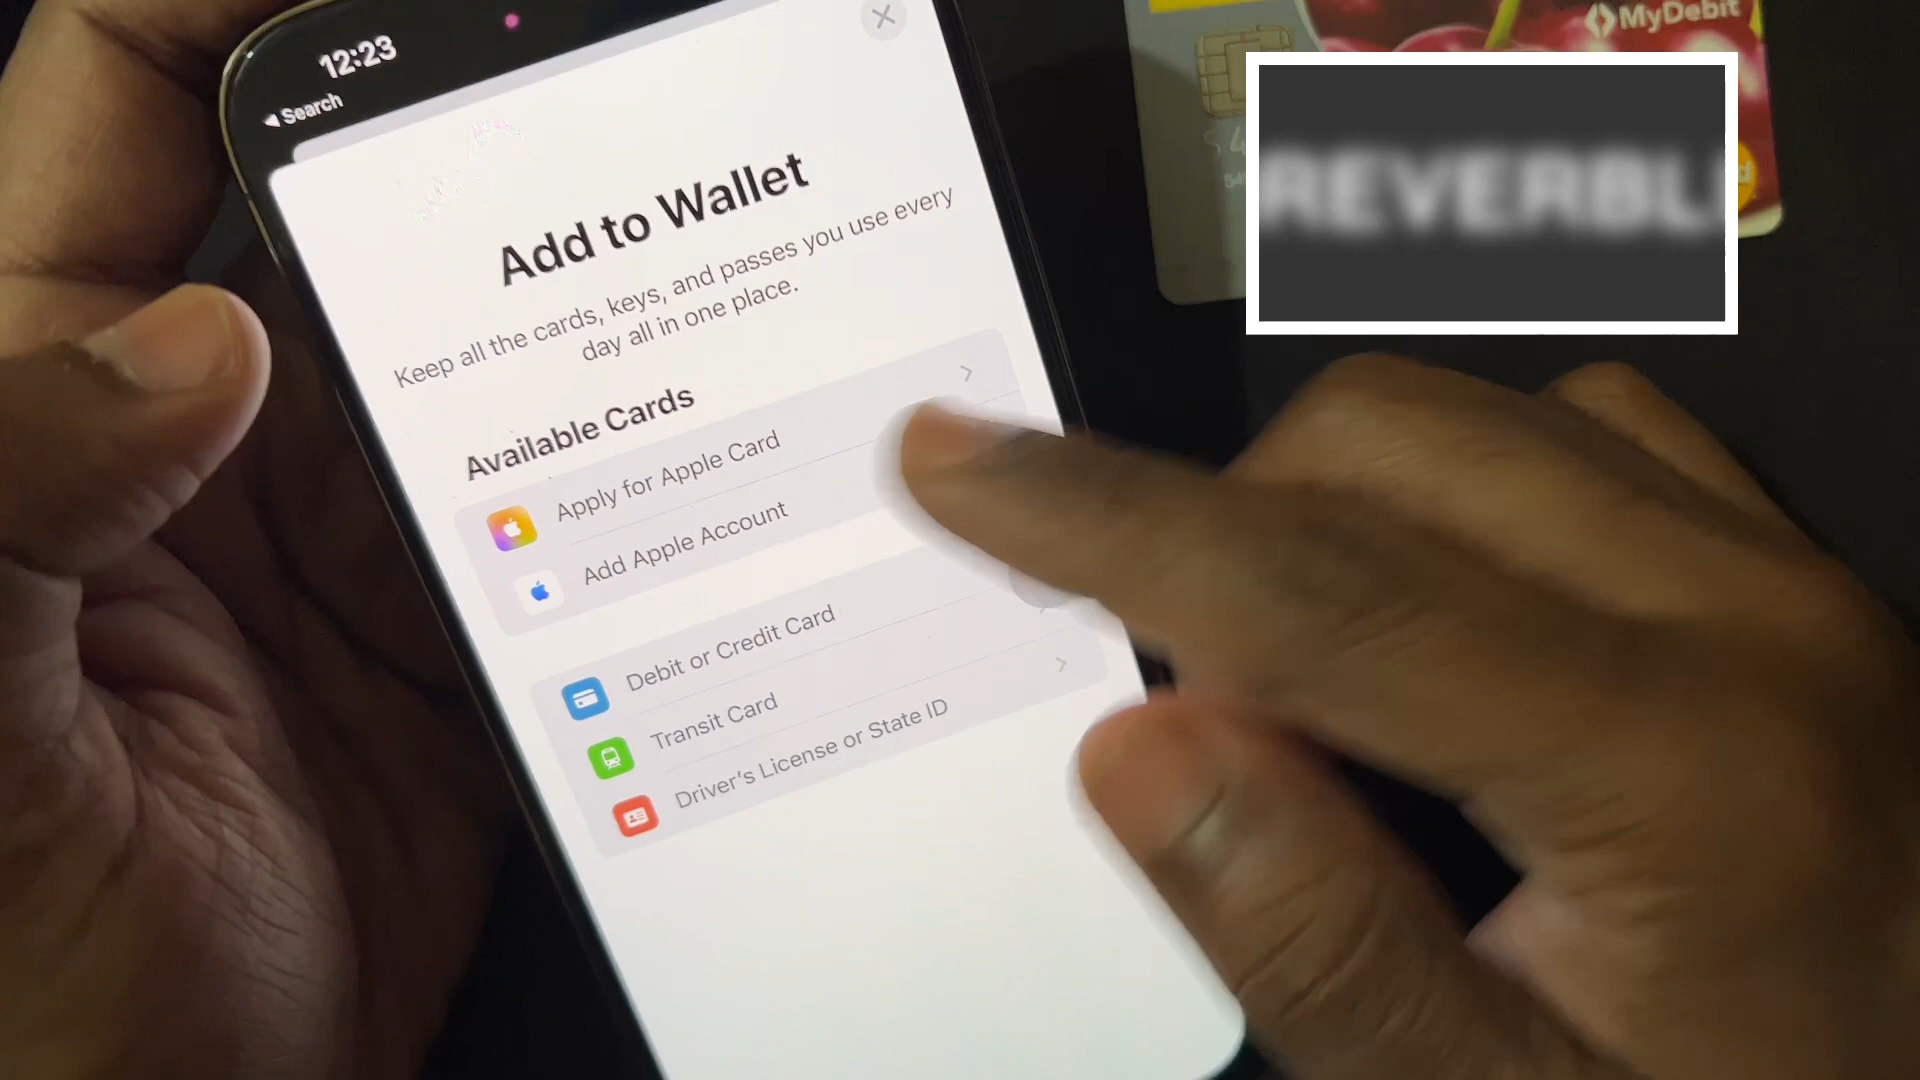 12:23
Search
Add to Wallet
Keep all the cards, keys, and passes you use every
day all in one place.
Available Cards
Apply for Apple Card
Add Apple Account
Debit or Credit Card
Transit Card
Driver's License or State ID
MyDebit
REVERBL